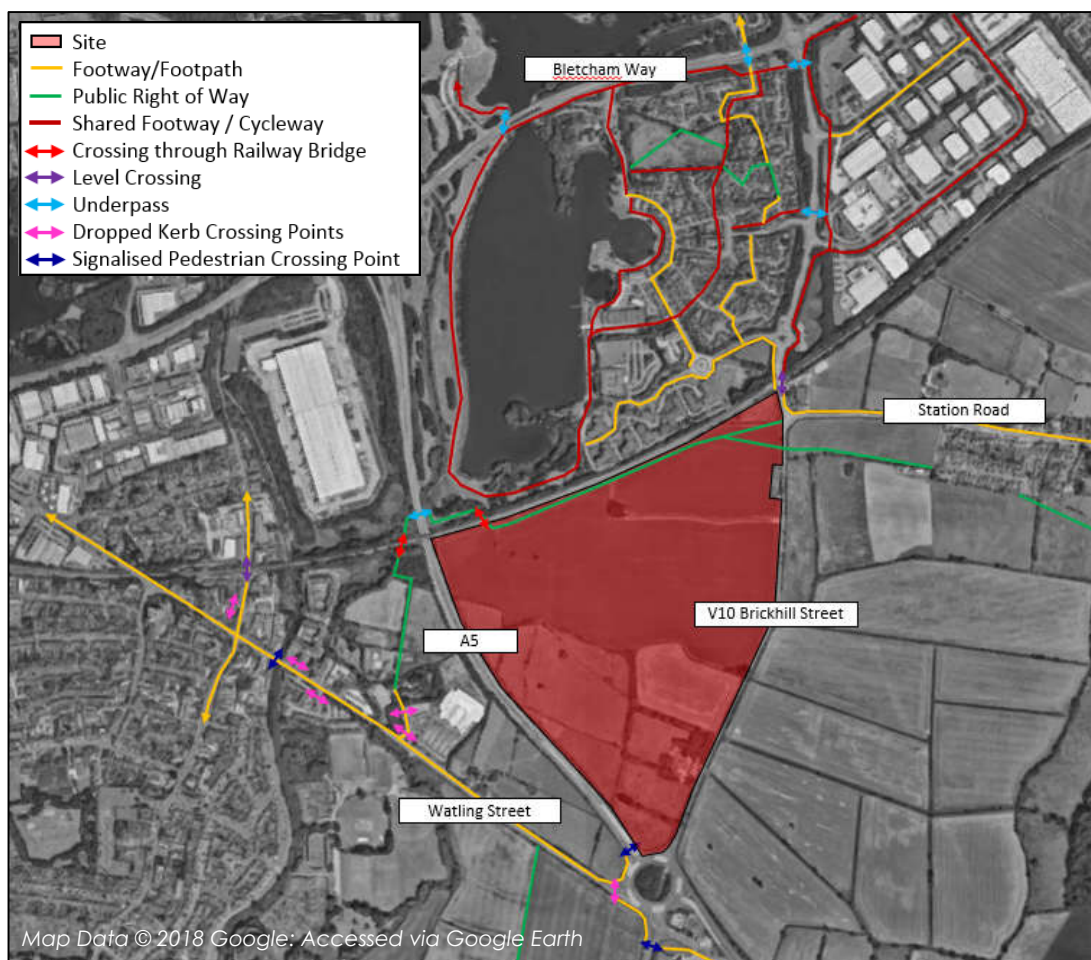 Site
Footway/Footpath
Public Right of Way
Shared Footway / Cycleway
Crossing through Railway Bridge
Level Crossing
Underpass
Dropped Kerb Crossing Points
Signalised Pedestrian Crossing Point
Bletcham Way
Station Road
V10 Brickhill Street
A5
Watling Street
Map Data © 2018 Google: Accessed via Google Earth